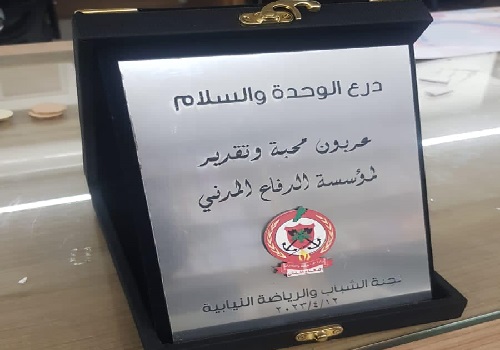 درع الوحدة والسلام
عربون محبة وتقدير
لمؤسسة الدفاع المدني
لجنة الشباب والرياضة النيابية
٢٠٢٣/٤/١٢